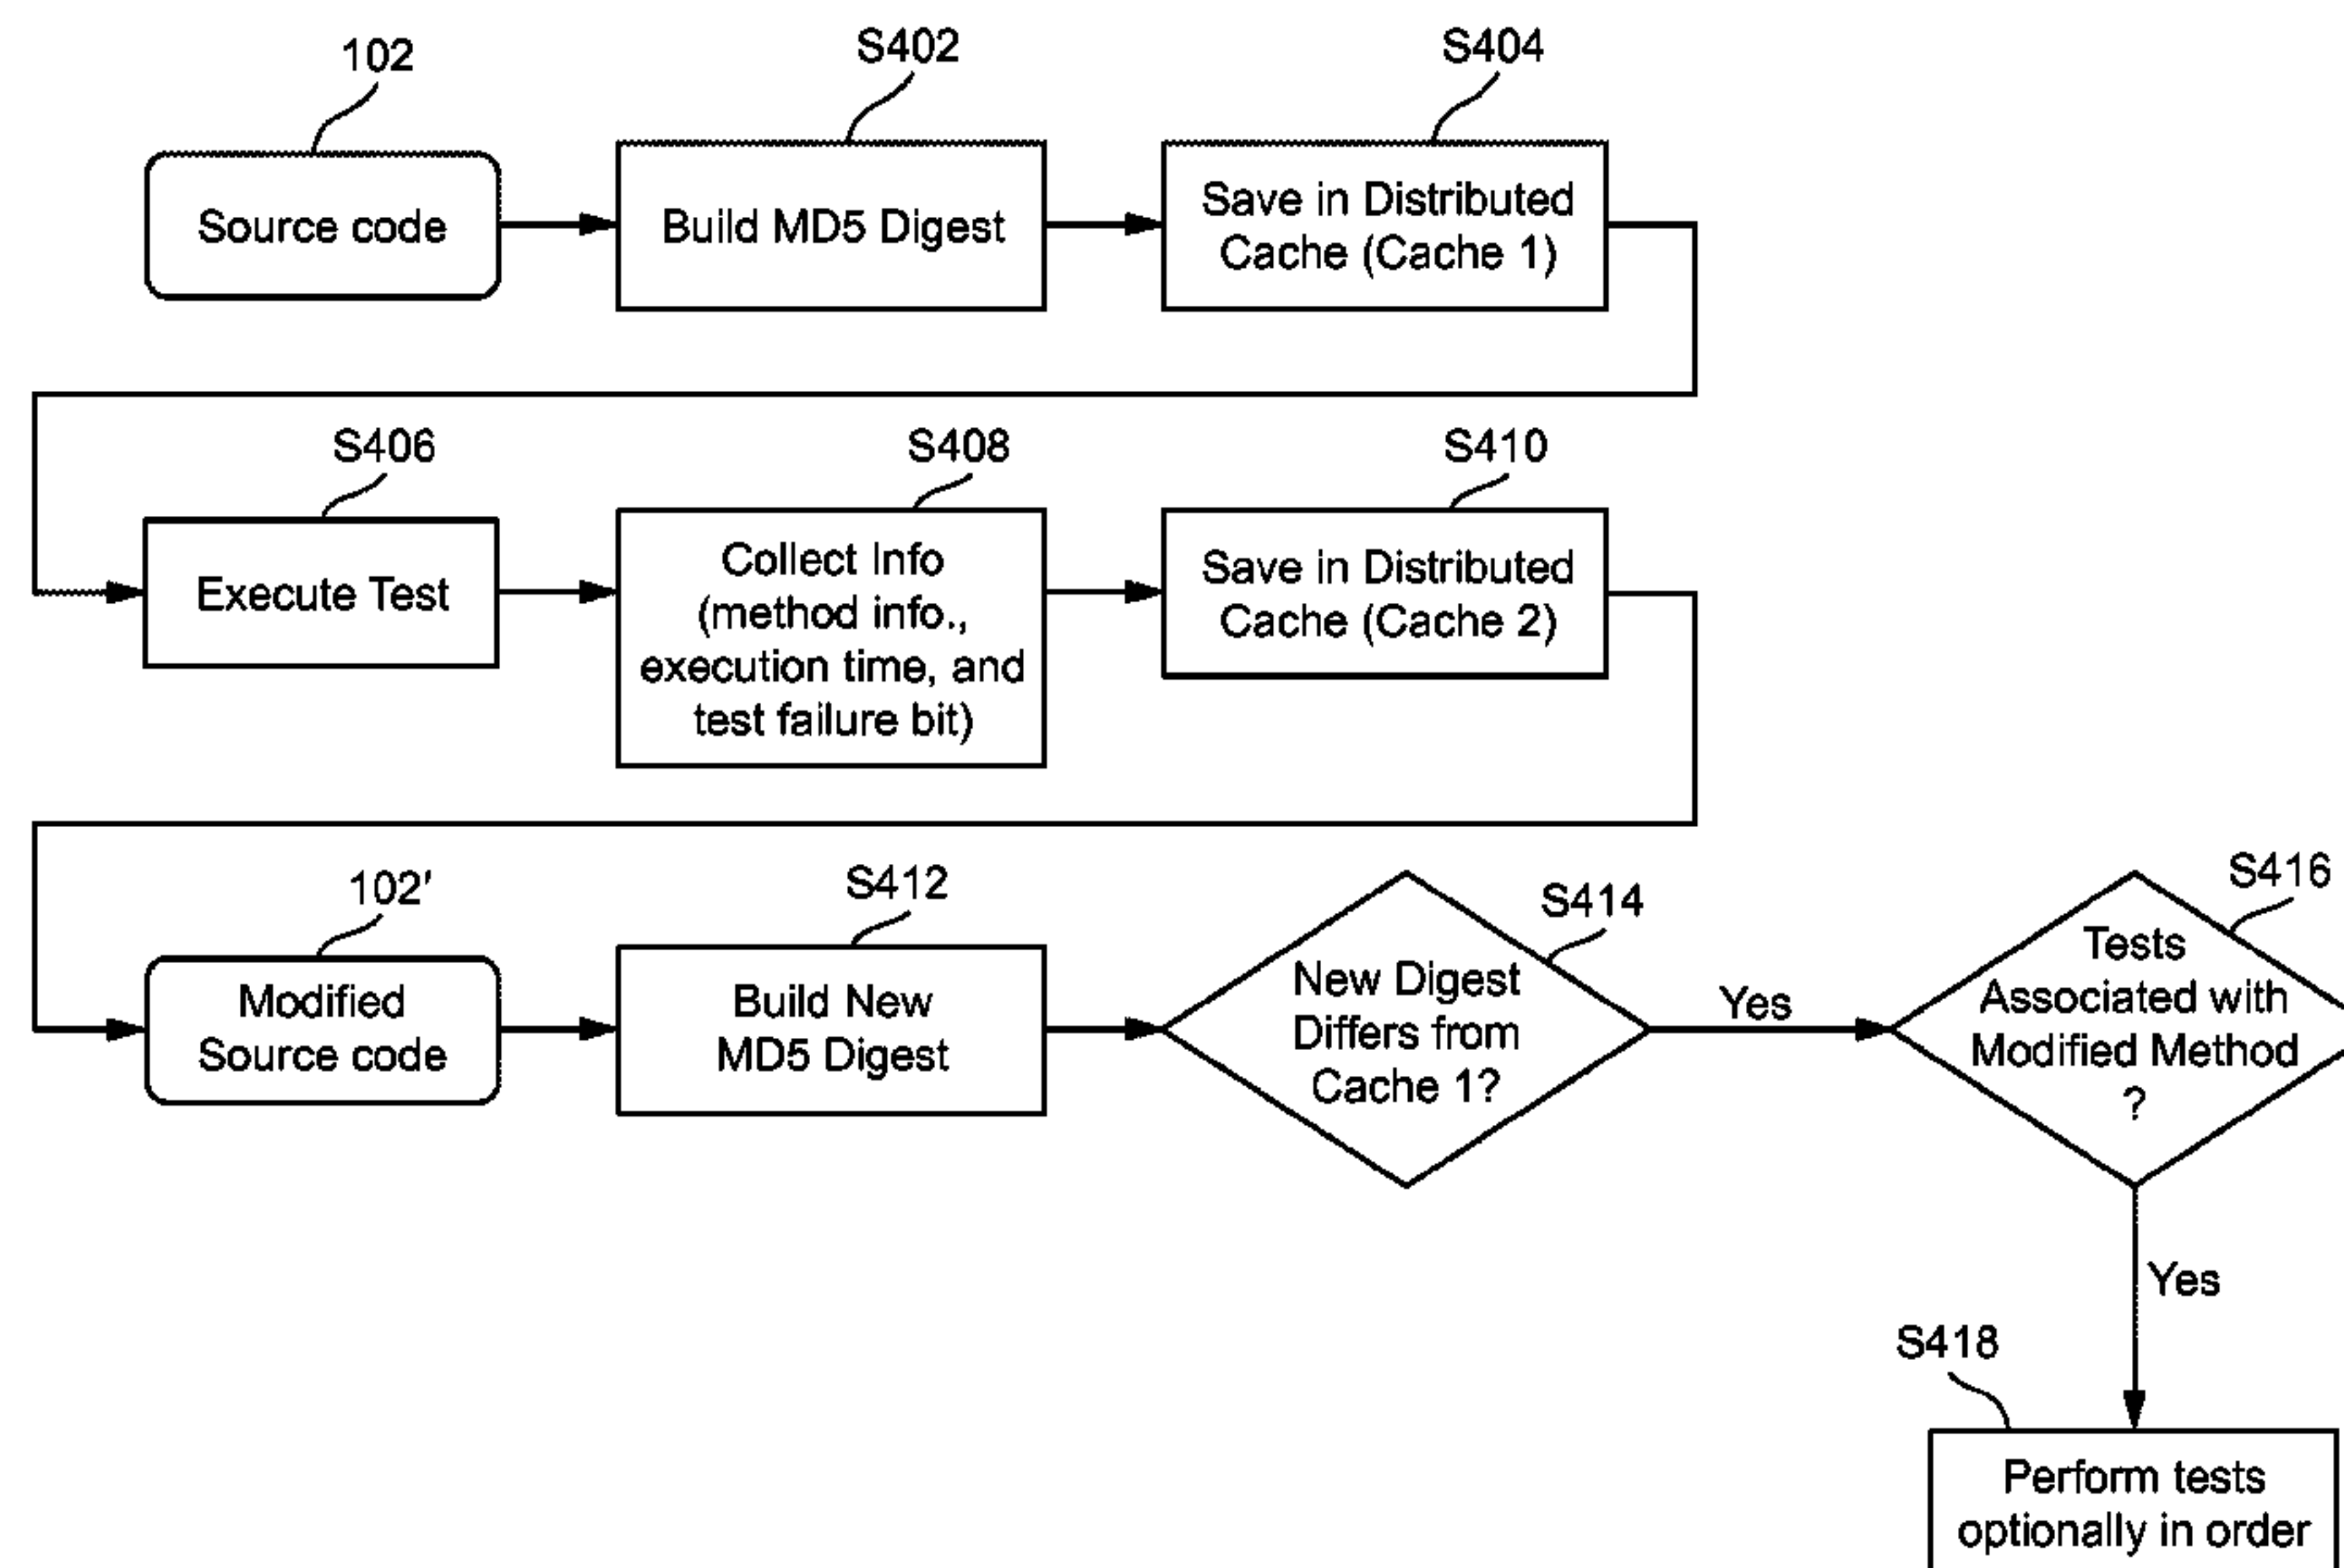 102
S402
S404
Source code
Build MD5 Digest
Save in Distributed
Cache (Cache 1)
S406
S408
S410
Execute Test
Collect Info
(method info.,
execution time, and
test failure bit)
Save in Distributed
Cache (Cache 2)
102'
S412
S414
S416
Modified
Source code
Build New
MD5 Digest
New Digest
Differs from
Cache 1?
Yes
Tests
Associated with
Modified Method
?
Yes
S418
Perform tests
optionally in order